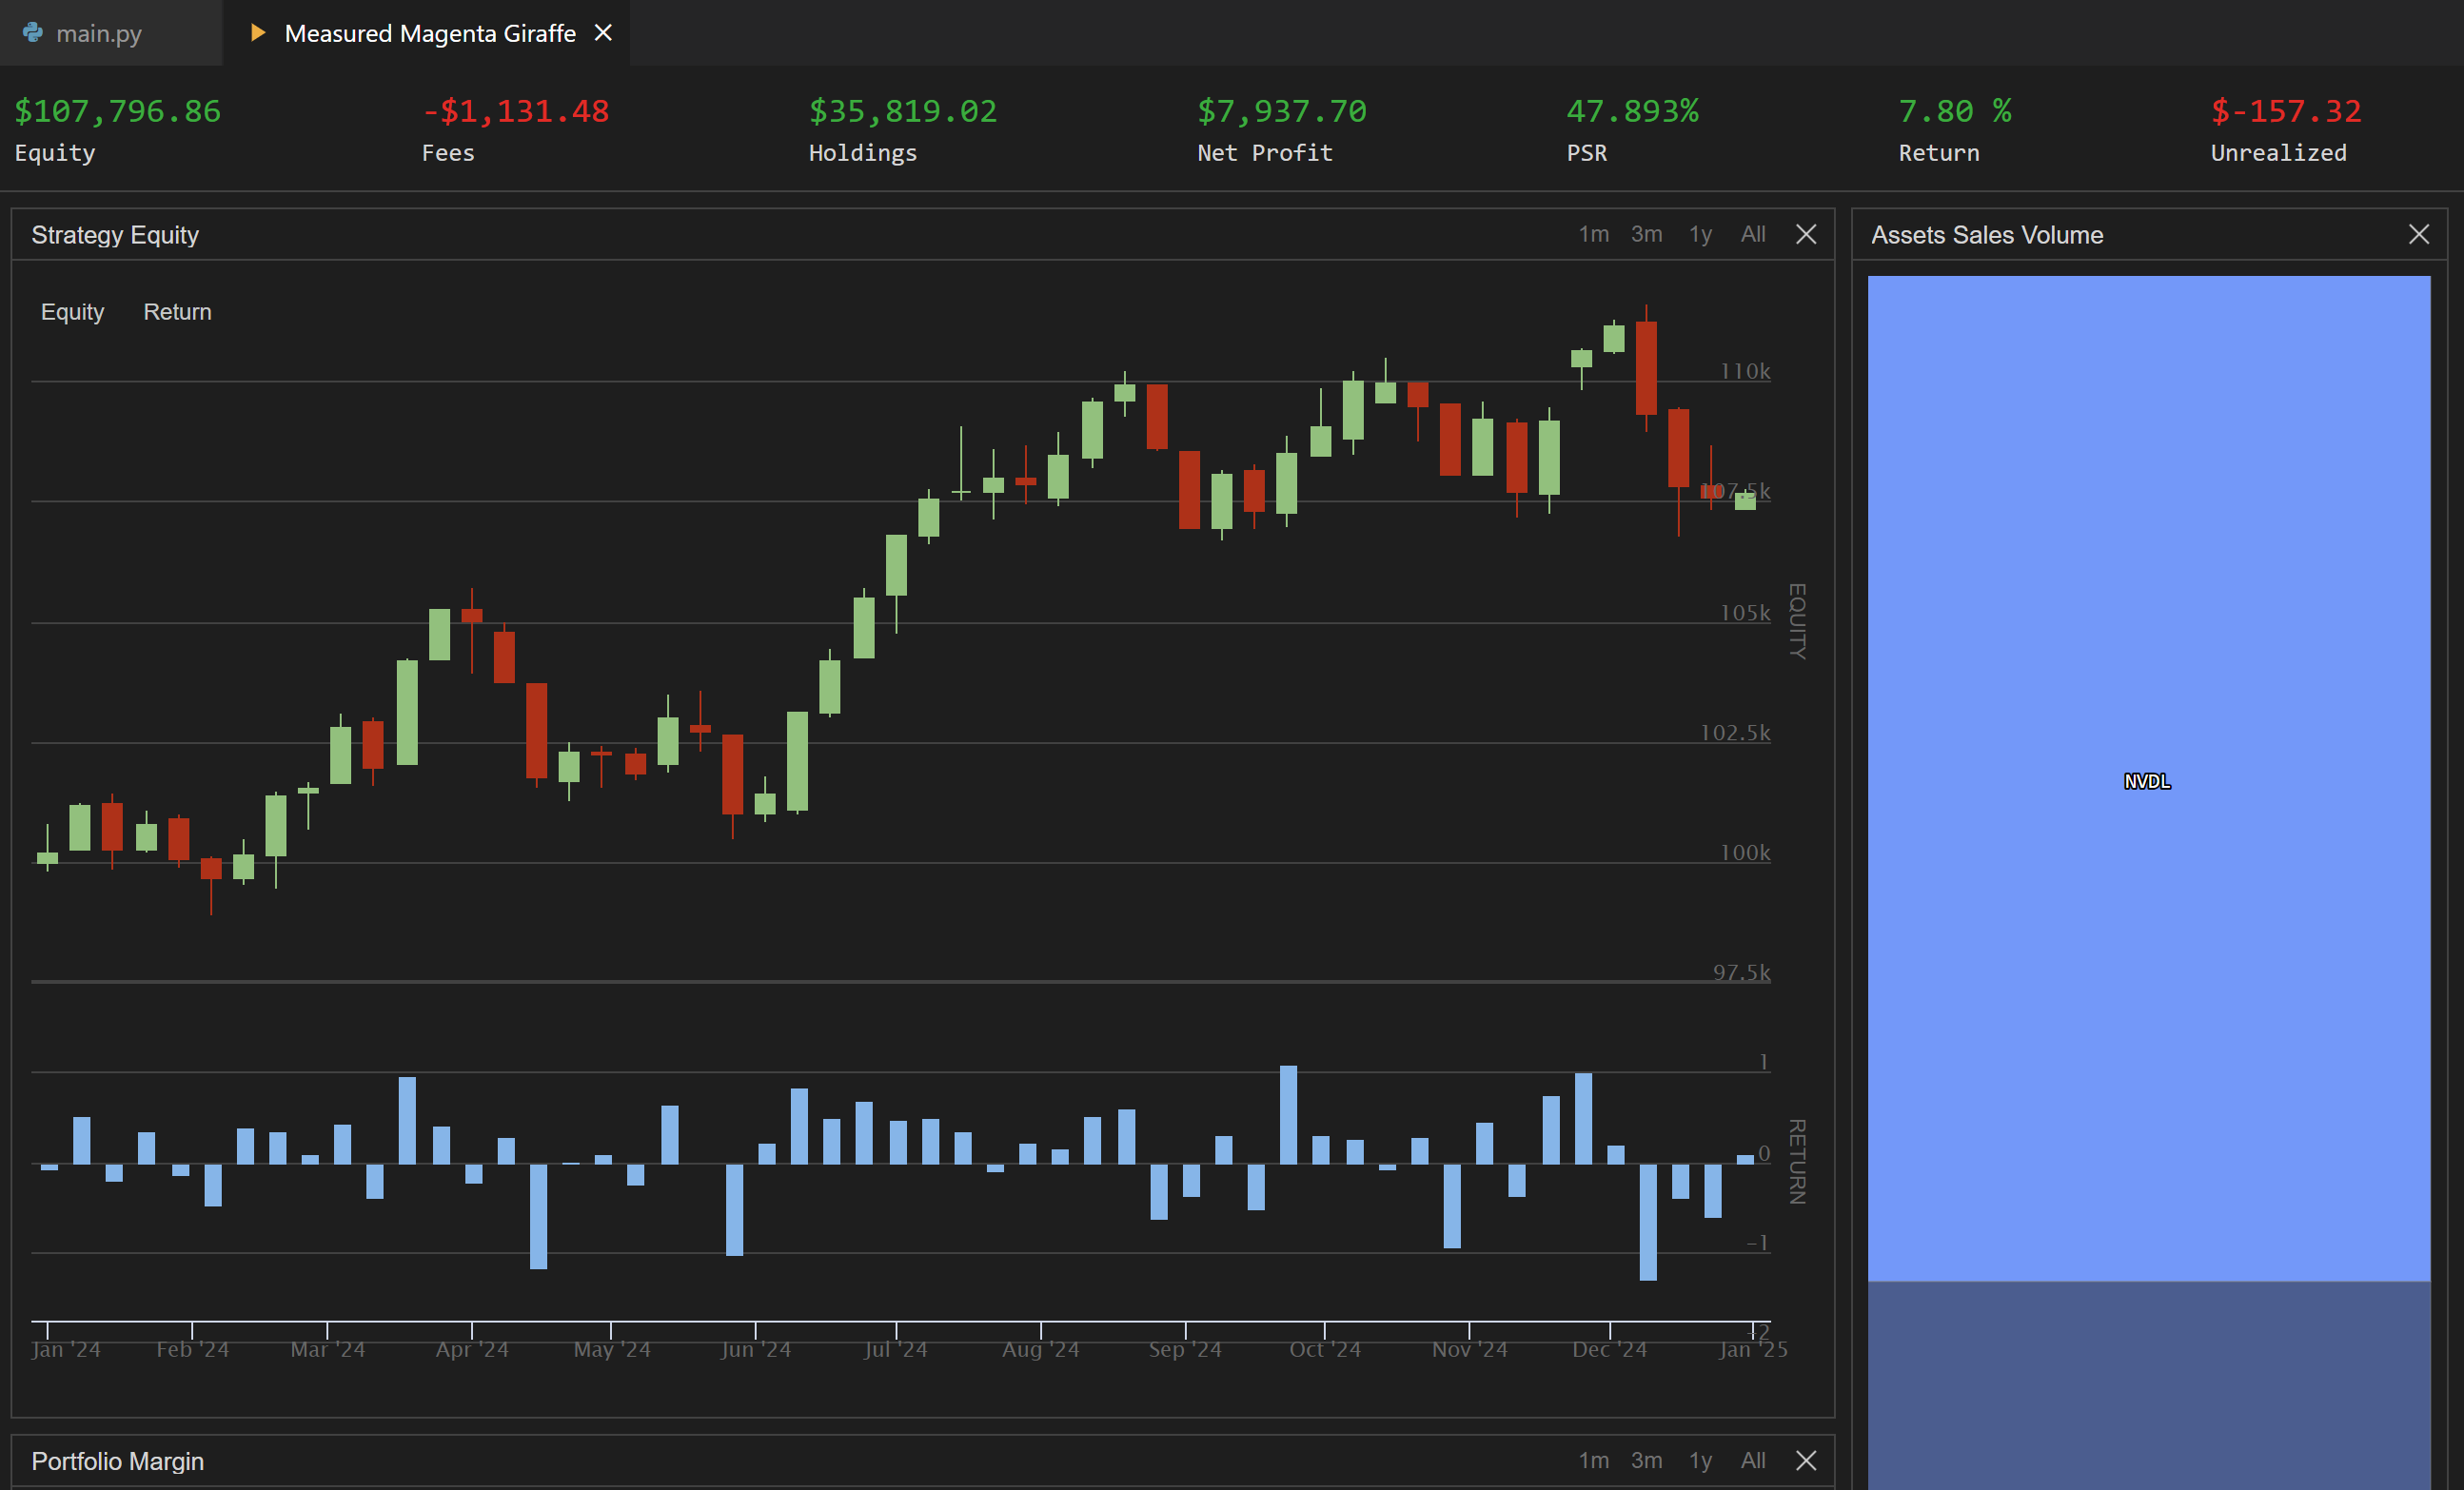 main.py
Measured Magenta Giraffe
$107,796.86
-$1,131.48
$35,819.02
$7,937.70
47.893%
7.80 %
$-157.32
Equity
Fees
Holdings
Net Profit
PSR
Return
Unrealized
Strategy Equity
1m 3m 1y All
Assets Sales Volume
Equity Return
110k
107.5k
105k
102.5k
100k
97.5k
EQUITY
NVDL
1
0
-1
-2
RETURN
Jan '24 Feb '24 Mar '24 Apr '24 May '24 Jun '24 Jul '24 Aug '24 Sep '24 Oct '24 Nov '24 Dec '24 Jan '25
Portfolio Margin
1m 3m 1y All